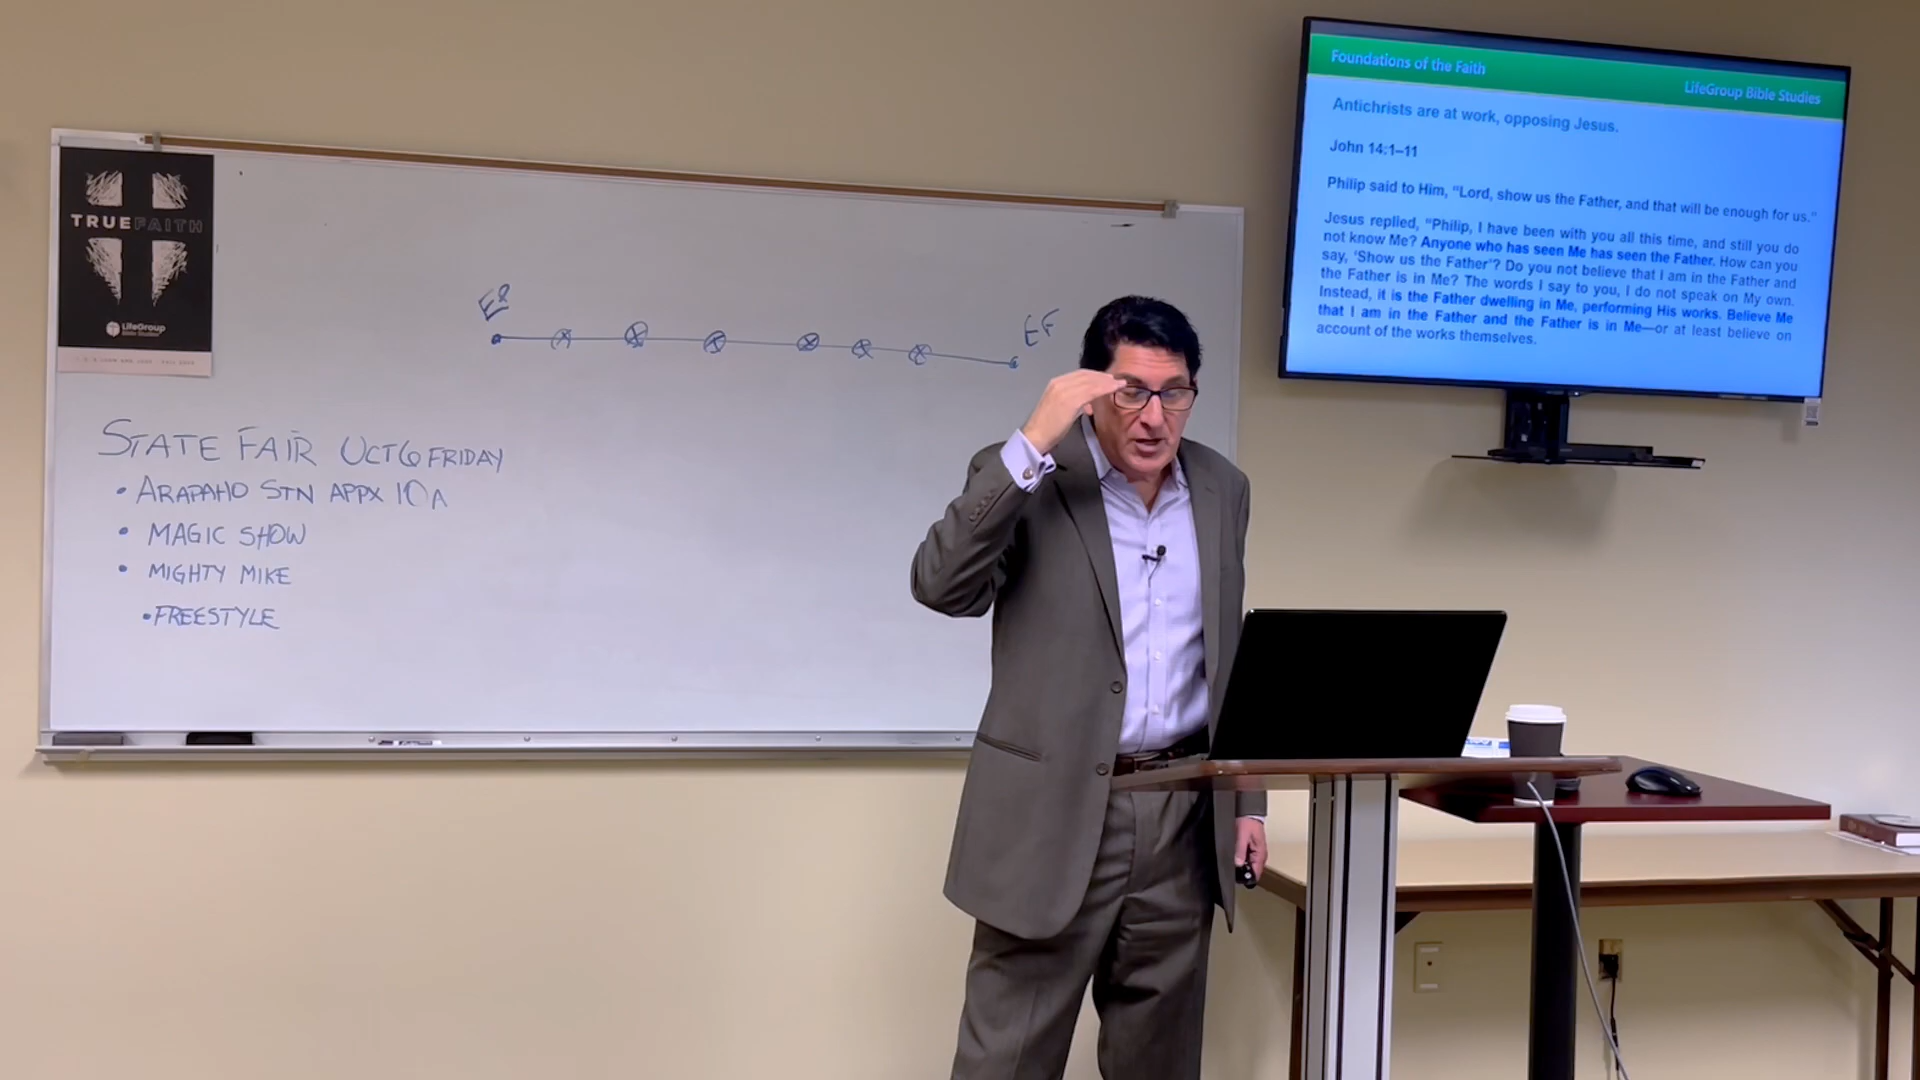 TRUEFAITH
LifeGroup
Bible Studies
EF
STATE FAIR OCT 6 FRIDAY
• ARAPAHO STN APPX 10A
• MAGIC SHOW
• MIGHTY MIKE
• FREESTYLE
Foundations of the Faith
LifeGroup Bible Studies
Antichrists are at work, opposing Jesus.
John 14:1–11
Philip said to Him, “Lord, show us the Father, and that will be enough for us.”
Jesus replied, “Philip, I have been with you all this time, and still you do
not know Me? Anyone who has seen Me has seen the Father. How can you
say, ‘Show us the Father’? Do you not believe that I am in the Father and
the Father is in Me? The words I say to you, I do not speak on My own.
Instead, it is the Father dwelling in Me, performing His works. Believe Me
that I am in the Father and the Father is in Me—or at least believe on
account of the works themselves.